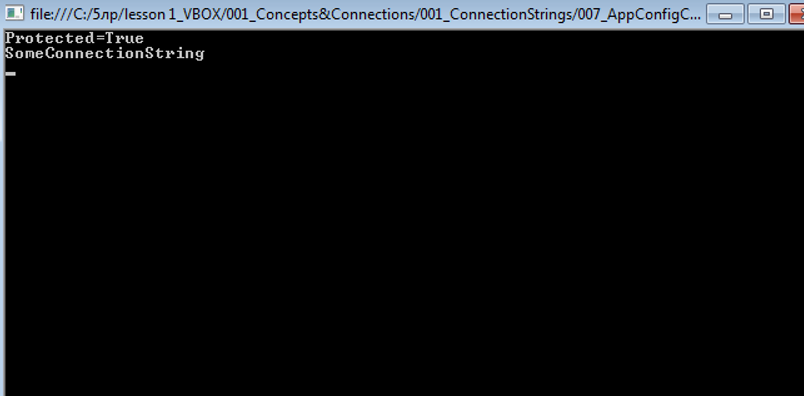 file:///C:/5лр/lesson 1_VBOX/001_Concepts&Connections/001_ConnectionStrings/007_AppConfigC...
Protected=True
SomeConnectionString